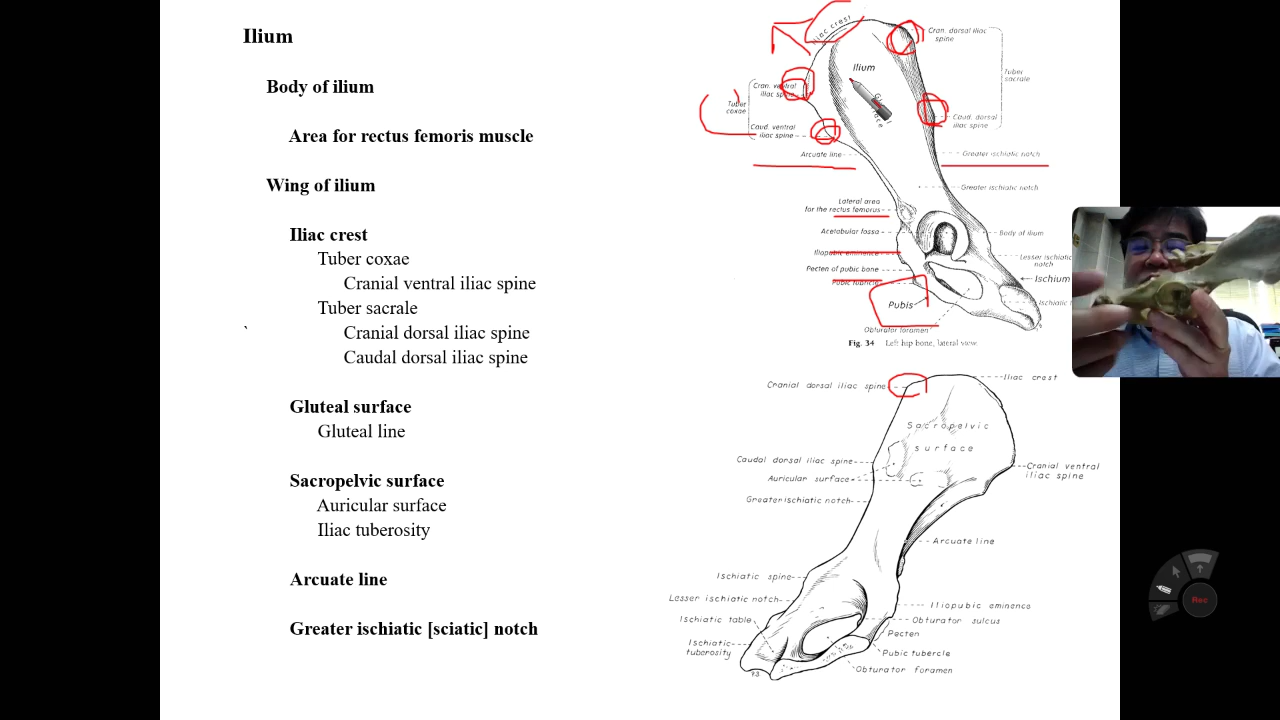 Ilium
Body of ilium
Area for rectus femoris muscle
Wing of ilium
Iliac crest
Tuber coxae
Cranial ventral iliac spine
Tuber sacrale
`
Cranial dorsal iliac spine
Caudal dorsal iliac spine
Gluteal surface
Gluteal line
Sacropelvic surface
Auricular surface
Iliac tuberosity
Arcuate line
Greater ischiatic [sciatic] notch
Iliac crest
Cran. dorsal iliac
spine
Ilium
Tuber
sacrale
Cran. ventral
iliac spine
Tuber
coxae
Caud. dorsal
iliac spine
Caud. ventral
iliac spine
Arcuate line
Greater ischiatic notch
Greater ischiatic notch
Lateral area
for the rectus femorus
Acetabular fossa
Body of ilium
Iliopubic eminence
Lesser ischiatic
notch
Pecten of pubic bone
Ischium
Pubic tubercle
Pubis
Ischiatic
Obturator foramen
Fig. 34 Left hip bone, lateral view.
Iliac crest
Cranial dorsal iliac spine
Sacropelvic
surface
Caudal dorsal iliac spine
Cranial ventral
iliac spine
Auricular surface
Greater ischiatic notch
Arcuate line
Ischiatic spine
Lesser ischiatic notch
Iliopubic eminence
Ischiatic table
Obturator sulcus
Pecten
Ischiatic
tuberosity
Pubic tubercle
Obturator foramen
Rec